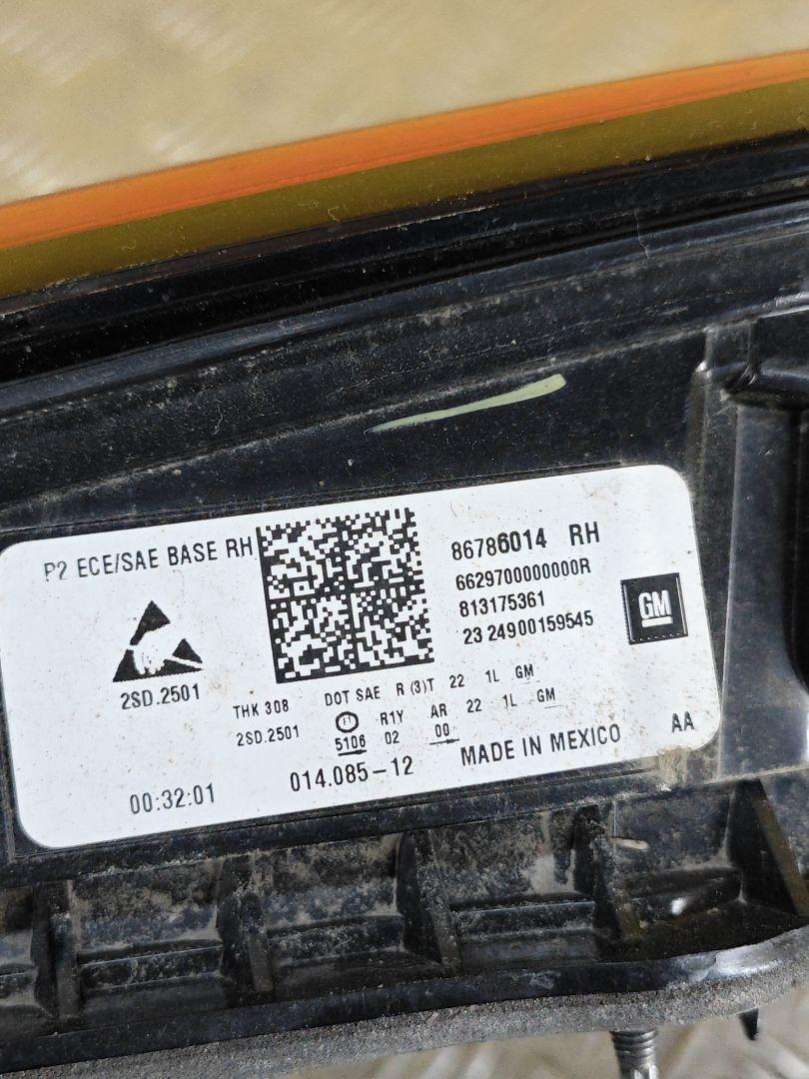 P2 ECE/SAE BASE RH
86786014 RH
6629700000000R
813175361
23 24900159545
GM
2SD.2501
THK 308 DOT SAE R (3)T 22 1L GM
2SD.2501 R1Y AR 22 1L GM
5106 02 00
00:32:01
014.085-12
MADE IN MEXICO
AA